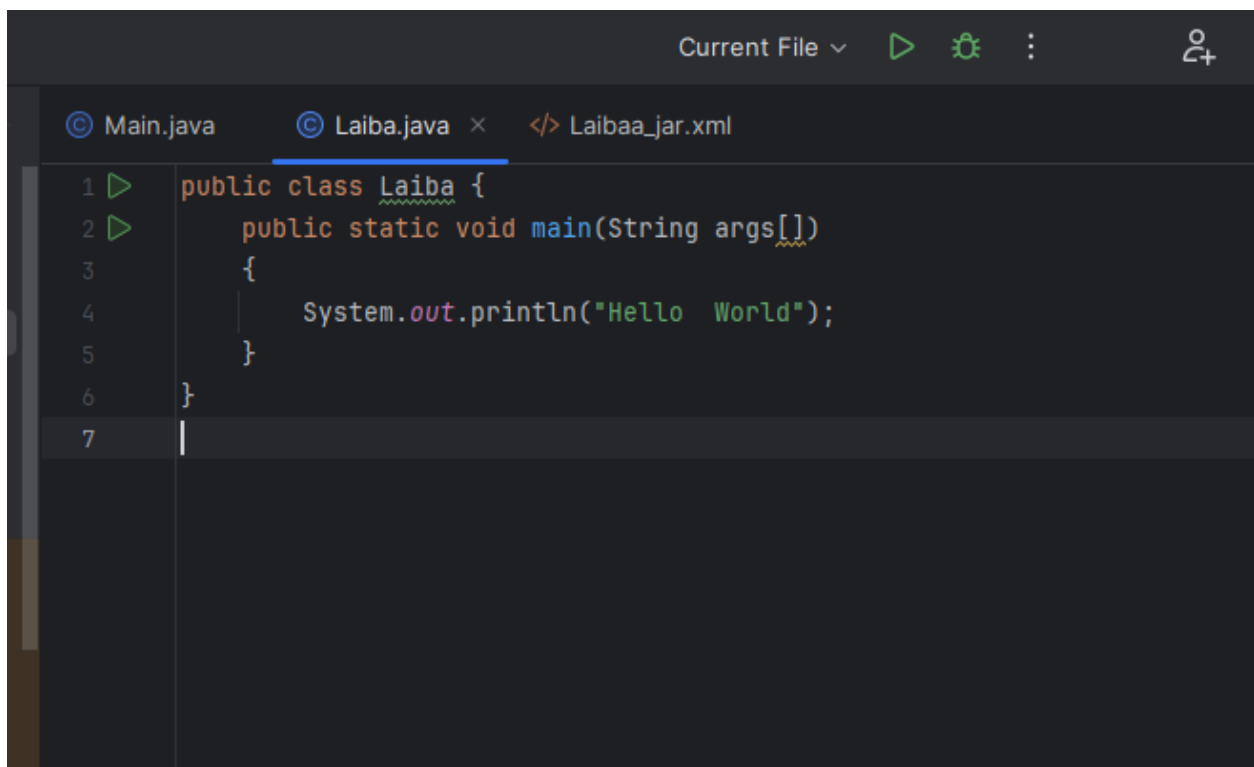 Current File
Main.java Laiba.java Laibaa_jar.xml
1 public class Laiba {
2     public static void main(String args[])
3     {
4         System.out.println("Hello  World");
5     }
6 }
7